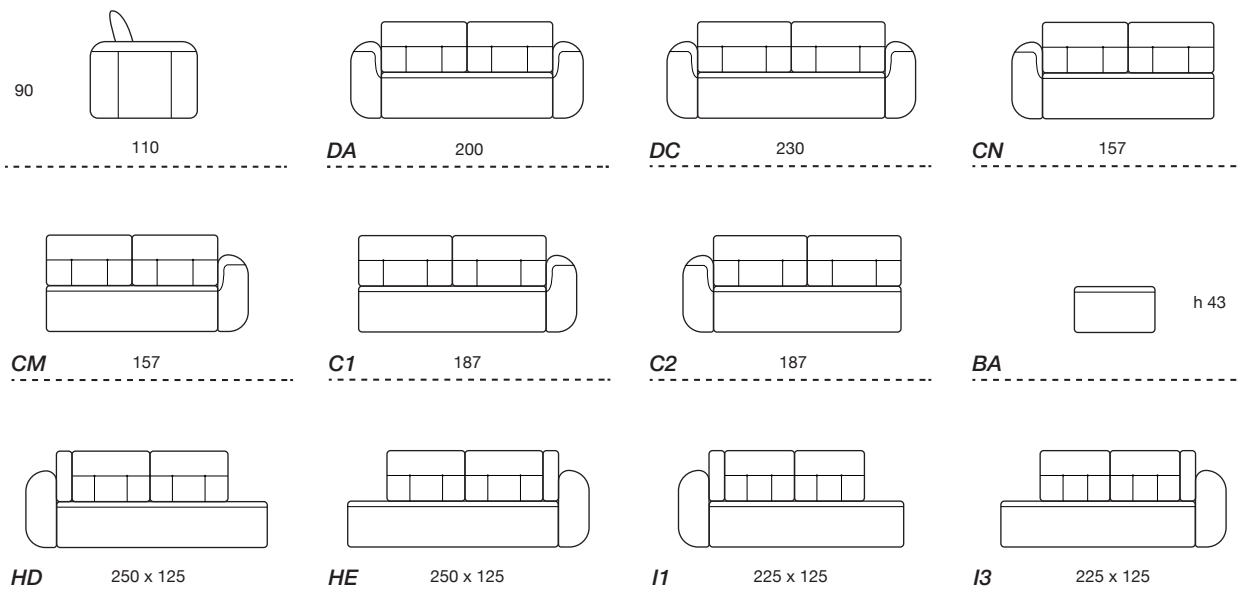 90
110
DA 200
DC 230
CN 157
CM 157
C1 187
C2 187
h 43
BA
HD 250 x 125
HE 250 x 125
I1 225 x 125
I3 225 x 125